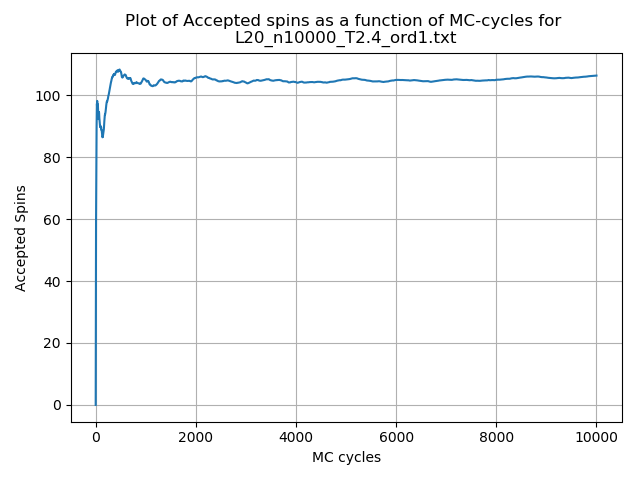 Plot of Accepted spins as a function of MC-cycles for
L20_n10000_T2.4_ord1.txt
100
80
60
40
20
0
Accepted Spins
0 2000 4000 6000 8000 10000
MC cycles